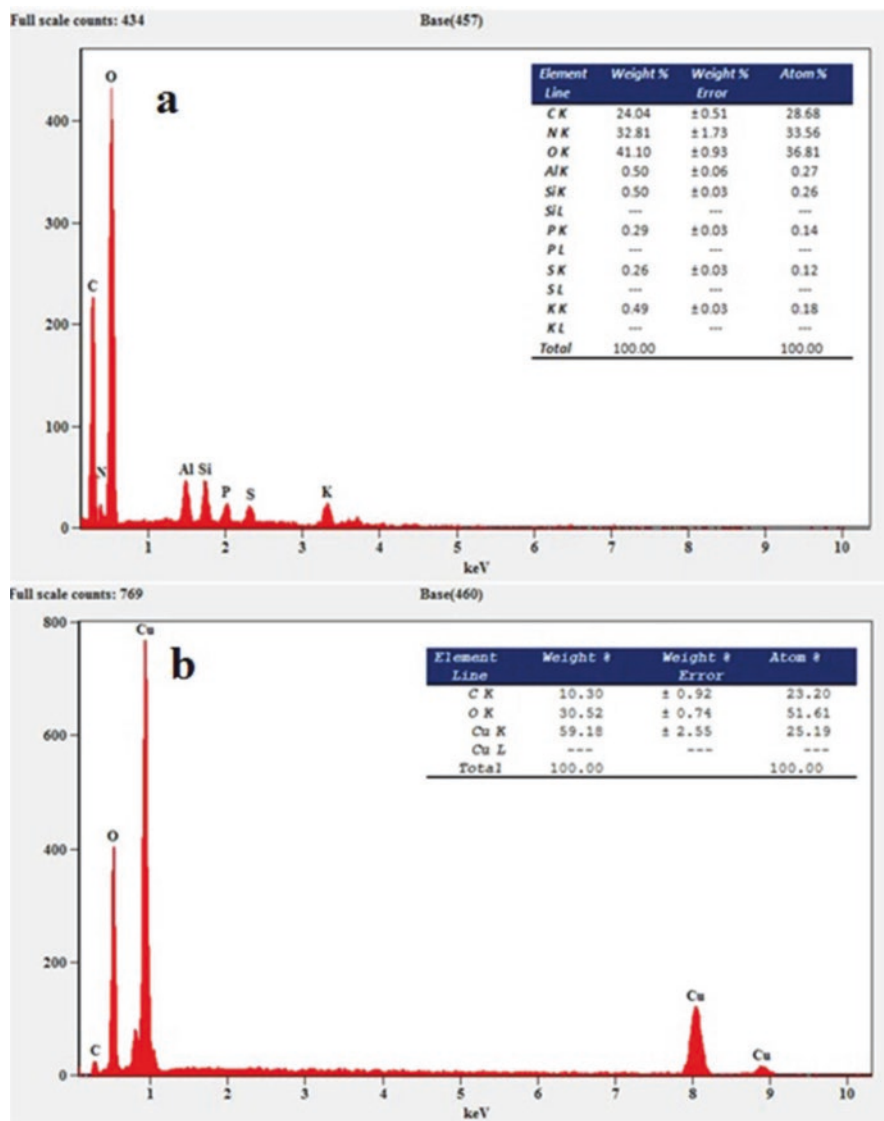 Full scale counts: 434 Base(457)
a
Element Weight % Weight % Atom %
Line Error
C K 24.04 ±0.51 28.68
N K 32.81 ±1.73 33.56
O K 41.10 ±0.93 36.81
Al K 0.50 ±0.06 0.27
Si K 0.50 ±0.03 0.26
Si L --- --- ---
P K 0.29 ±0.03 0.14
P L --- --- ---
S K 0.26 ±0.03 0.12
S L --- --- ---
K K 0.49 ±0.03 0.18
K L --- --- ---
Total 100.00 100.00
400
300
200
100
0
O
C
N
Al Si P S K
1 2 3 4 5 6 7 8 9 10
keV
Full scale counts: 769 Base(460)
b
Element Weight % Weight % Atom %
Line Error
C K 10.30 ± 0.92 23.20
O K 30.52 ± 0.74 51.61
Cu K 59.18 ± 2.55 25.19
Cu L --- --- ---
Total 100.00 100.00
800
600
400
200
0
Cu
O
C
Cu
Cu
1 2 3 4 5 6 7 8 9 10
keV